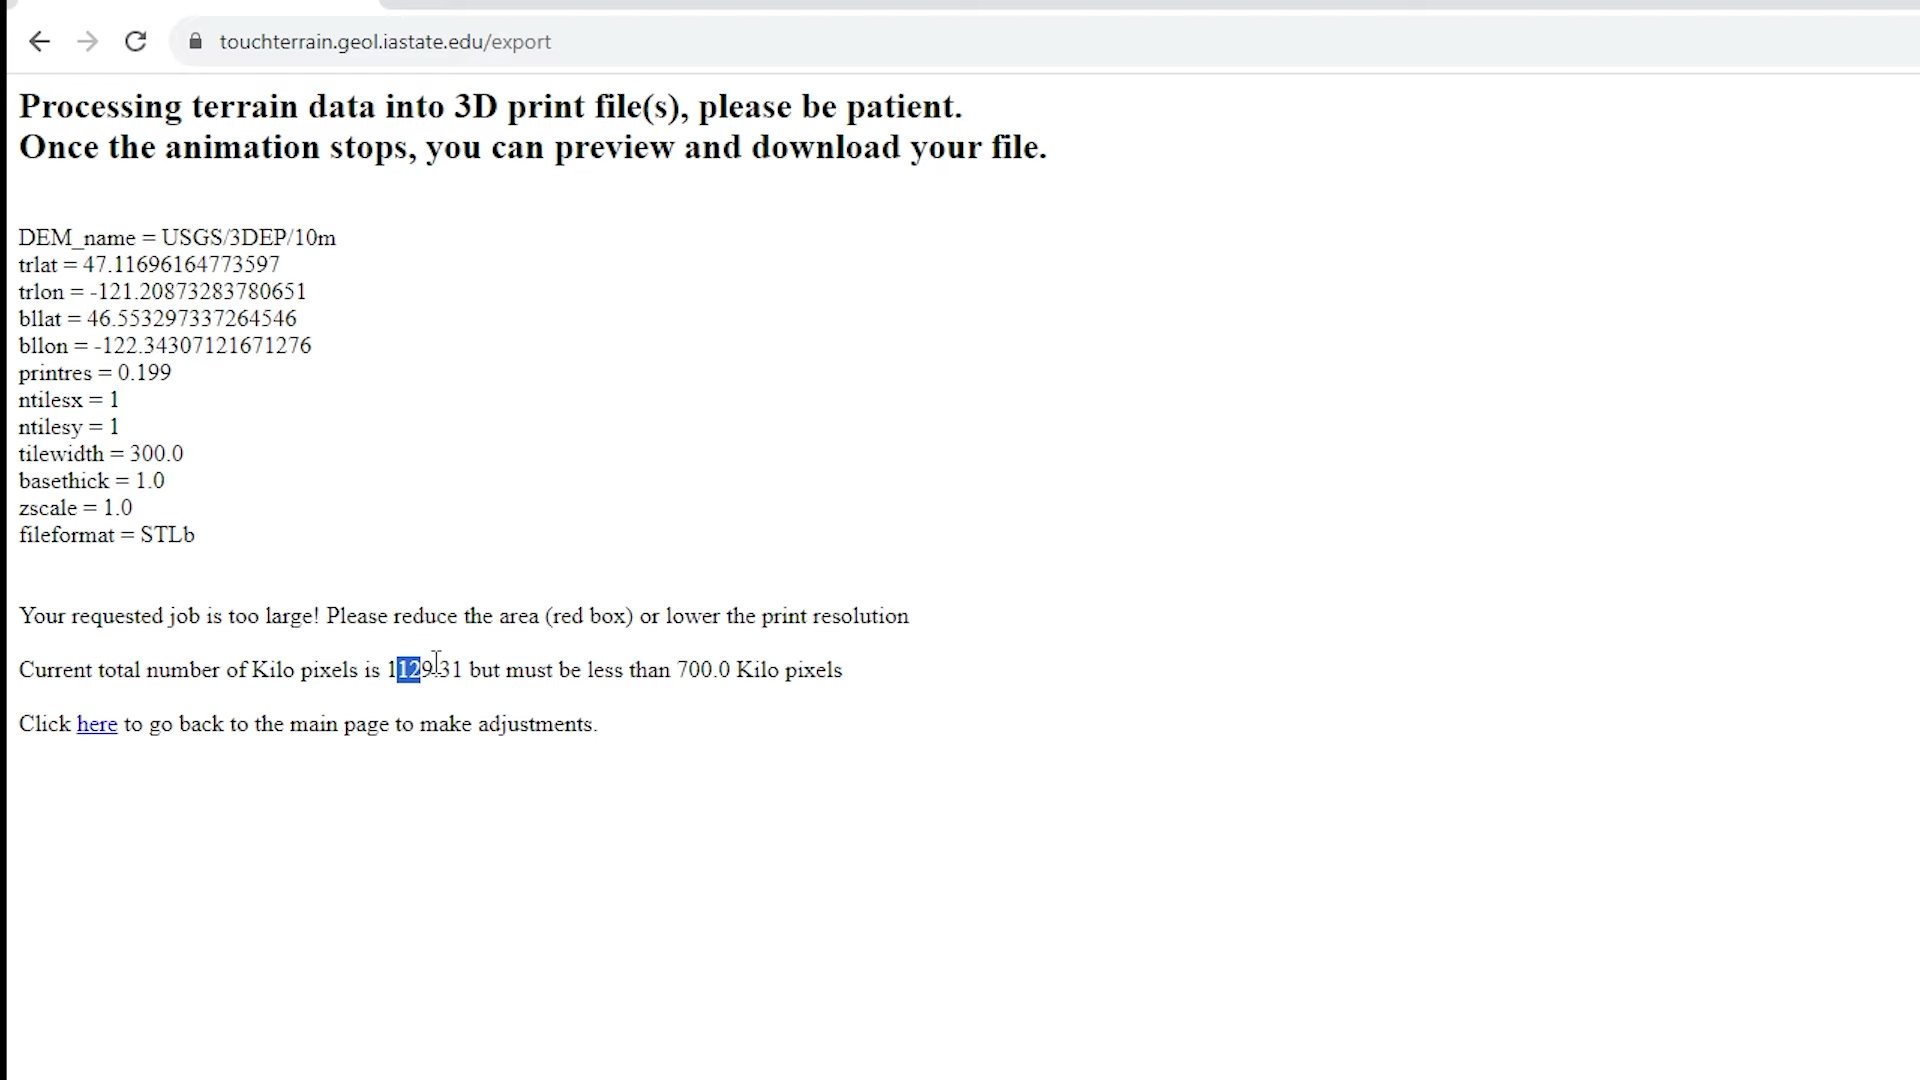 touchterrain.geol.iastate.edu/export
Processing terrain data into 3D print file(s), please be patient.
Once the animation stops, you can preview and download your file.
DEM_name = USGS/3DEP/10m
trlat = 47.11696164773597
trlon = -121.20873283780651
bllat = 46.553297337264546
bllon = -122.34307121671276
printres = 0.199
ntilesx = 1
ntilesy = 1
tilewidth = 300.0
basethick = 1.0
zscale = 1.0
fileformat = STLb
Your requested job is too large! Please reduce the area (red box) or lower the print resolution
Current total number of Kilo pixels is 1129.31 but must be less than 700.0 Kilo pixels
Click here to go back to the main page to make adjustments.